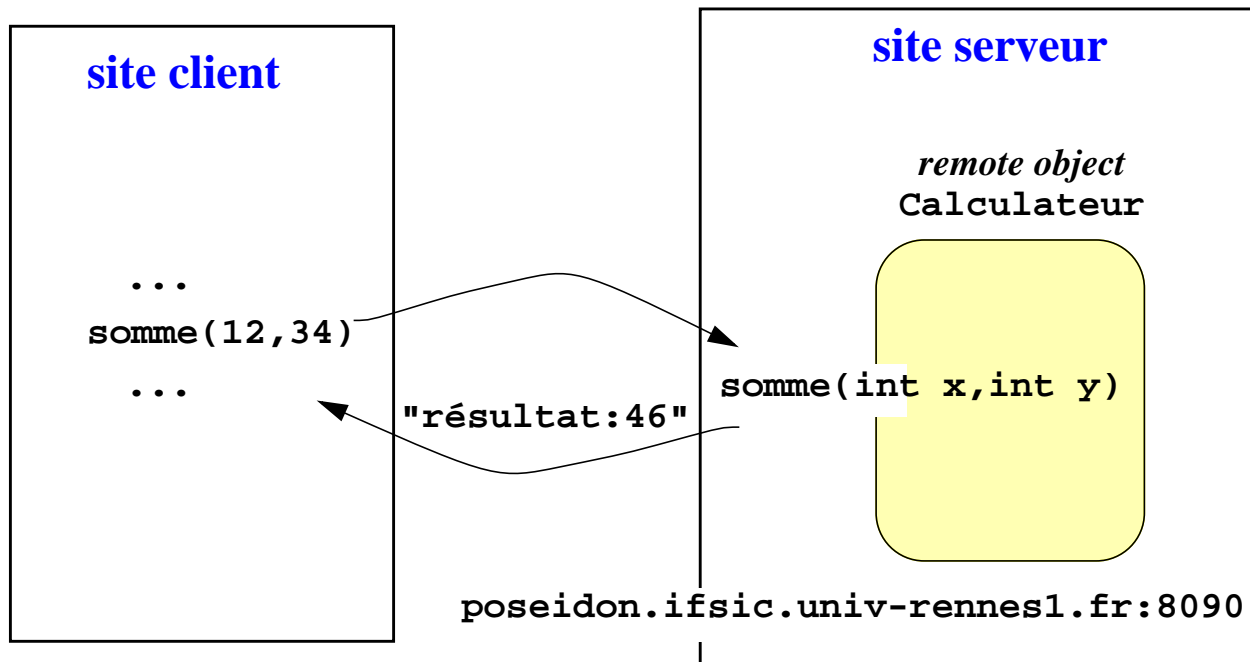 site client
site serveur
remote object
Calculateur
...
somme(12,34)
...
"résultat:46"
somme(int x,int y)
poseidon.ifsic.univ-rennes1.fr:8090